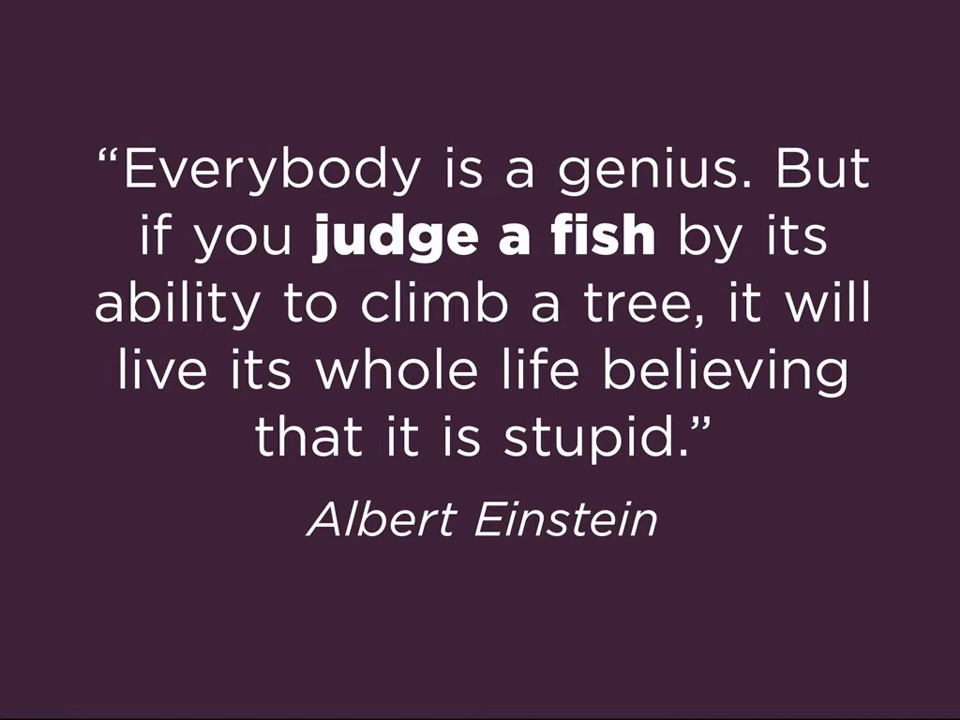 “Everybody is a genius. But
if you judge a fish by its
ability to climb a tree, it will
live its whole life believing
that it is stupid.”
Albert Einstein